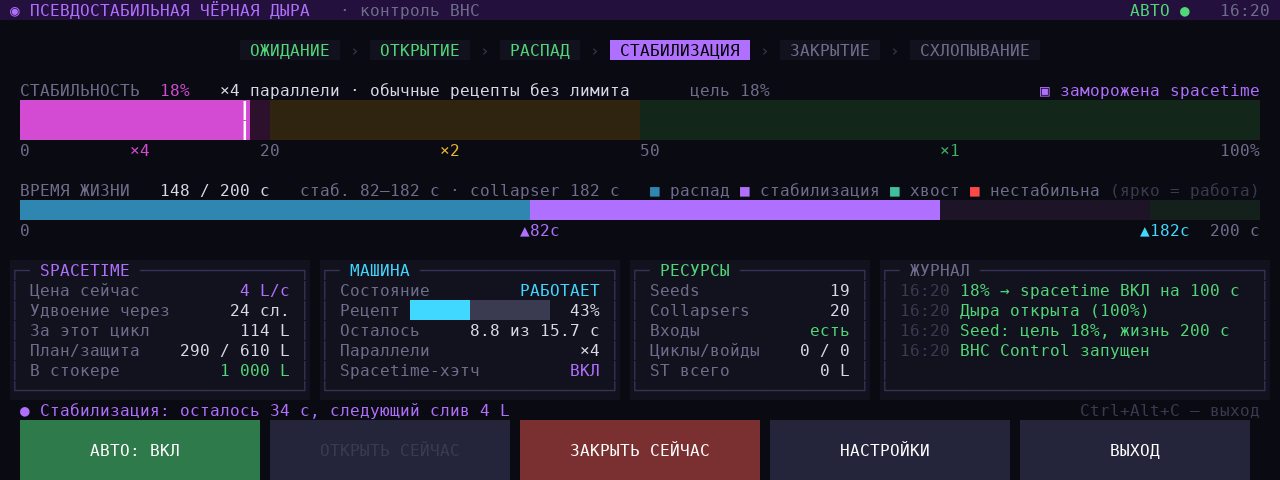 ◉ ПСЕВДОСТАБИЛЬНАЯ ЧЁРНАЯ ДЫРА · контроль BHC АВТО ● 16:20
ОЖИДАНИЕ › ОТКРЫТИЕ › РАСПАД › СТАБИЛИЗАЦИЯ › ЗАКРЫТИЕ › СХЛОПЫВАНИЕ
СТАБИЛЬНОСТЬ 18% ×4 параллели · обычные рецепты без лимита цель 18% ▣ заморожена spacetime
0 ×4 20 ×2 50 ×1 100%
ВРЕМЯ ЖИЗНИ 148 / 200 с стаб. 82–182 с · collapser 182 с ■ распад ■ стабилизация ■ хвост ■ нестабильна (ярко = работа)
0 ▲82с ▲182с 200 с
SPACETIME
Цена сейчас 4 L/с
Удвоение через 24 сл.
За этот цикл 114 L
План/защита 290 / 610 L
В стокере 1 000 L
МАШИНА
Состояние РАБОТАЕТ
Рецепт 43%
Осталось 8.8 из 15.7 с
Параллели ×4
Spacetime-хэтч ВКЛ
РЕСУРСЫ
Seeds 19
Collapsers 20
Входы есть
Циклы/войды 0 / 0
ST всего 0 L
ЖУРНАЛ
16:20 18% → spacetime ВКЛ на 100 с
16:20 Дыра открыта (100%)
16:20 Seed: цель 18%, жизнь 200 с
16:20 BHC Control запущен
● Стабилизация: осталось 34 с, следующий слив 4 L Ctrl+Alt+C — выход
АВТО: ВКЛ ОТКРЫТЬ СЕЙЧАС ЗАКРЫТЬ СЕЙЧАС НАСТРОЙКИ ВЫХОД